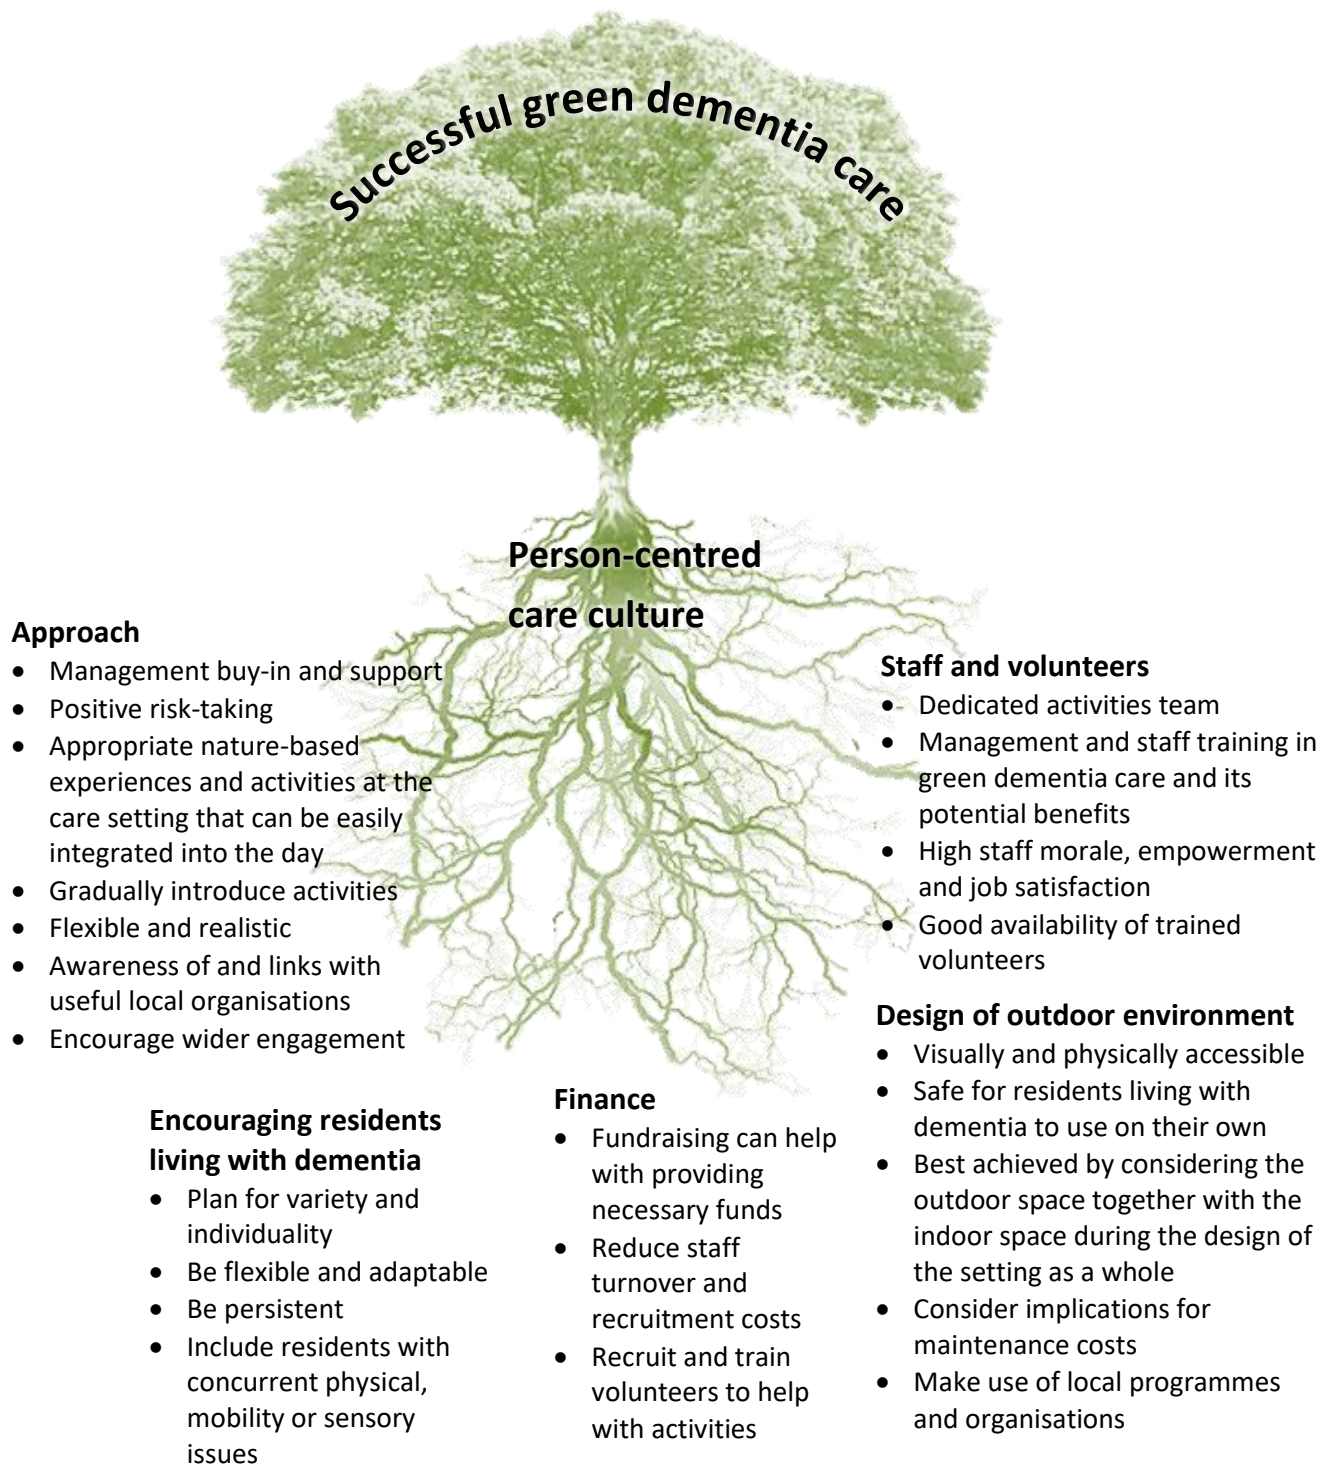 Successful green dementia care
Person-centred
care culture
Approach
• Management buy-in and support
• Positive risk-taking
• Appropriate nature-based
experiences and activities at the
care setting that can be easily
integrated into the day
• Gradually introduce activities
• Flexible and realistic
• Awareness of and links with
useful local organisations
• Encourage wider engagement
Encouraging residents
living with dementia
• Plan for variety and
individuality
• Be flexible and adaptable
• Be persistent
• Include residents with
concurrent physical,
mobility or sensory
issues
Finance
• Fundraising can help
with providing
necessary funds
• Reduce staff
turnover and
recruitment costs
• Recruit and train
volunteers to help
with activities
Staff and volunteers
• Dedicated activities team
• Management and staff training in
green dementia care and its
potential benefits
• High staff morale, empowerment
and job satisfaction
• Good availability of trained
volunteers
Design of outdoor environment
• Visually and physically accessible
• Safe for residents living with
dementia to use on their own
• Best achieved by considering the
outdoor space together with the
indoor space during the design of
the setting as a whole
• Consider implications for
maintenance costs
• Make use of local programmes
and organisations